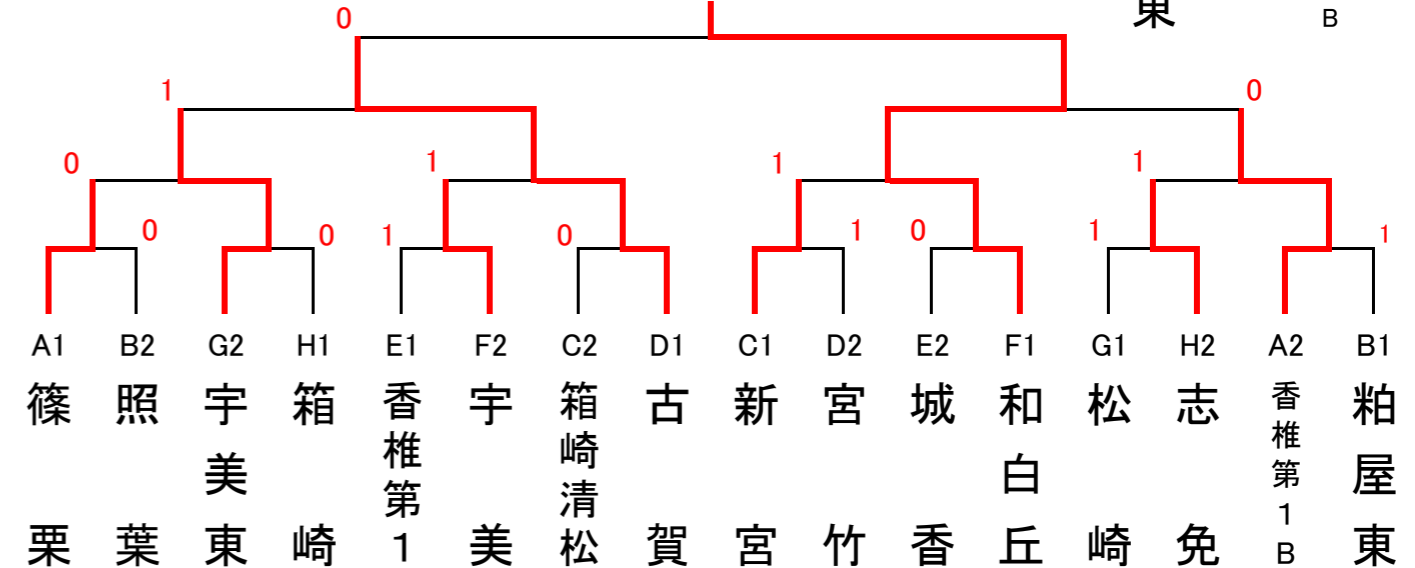 東 B
0
1 0
0 1 1 1
0 0 1 0 1 0 1 1
A1 B2 G2 H1 E1 F2 C2 D1 C1 D2 E2 F1 G1 H2 A2 B1
篠栗
照葉
宇美東
箱崎
香椎第1
宇美
箱崎清松
古賀
新宮
宮竹
城香
和白丘
松崎
志免
香椎第1B
粕屋東